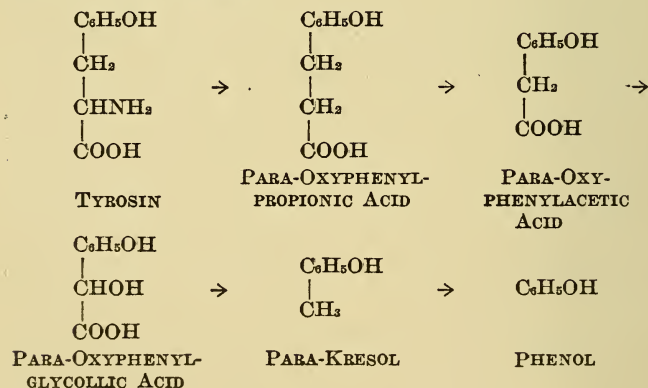 C₆H₅OH C₆H₅OH C₆H₅OH
CH₂ CH₂ CH₂
CHNH₂ → CH₂ → COOH →
COOH COOH
TYROSIN PARA-OXYPHENYL- PARA-OXY-
PROPIONIC ACID PHENYLACETIC
ACID
C₆H₅OH C₆H₅OH
CHOH → CH₃ → C₆H₅OH
COOH
PARA-OXYPHENYL- PARA-KRESOL PHENOL
GLYCOLLIC ACID